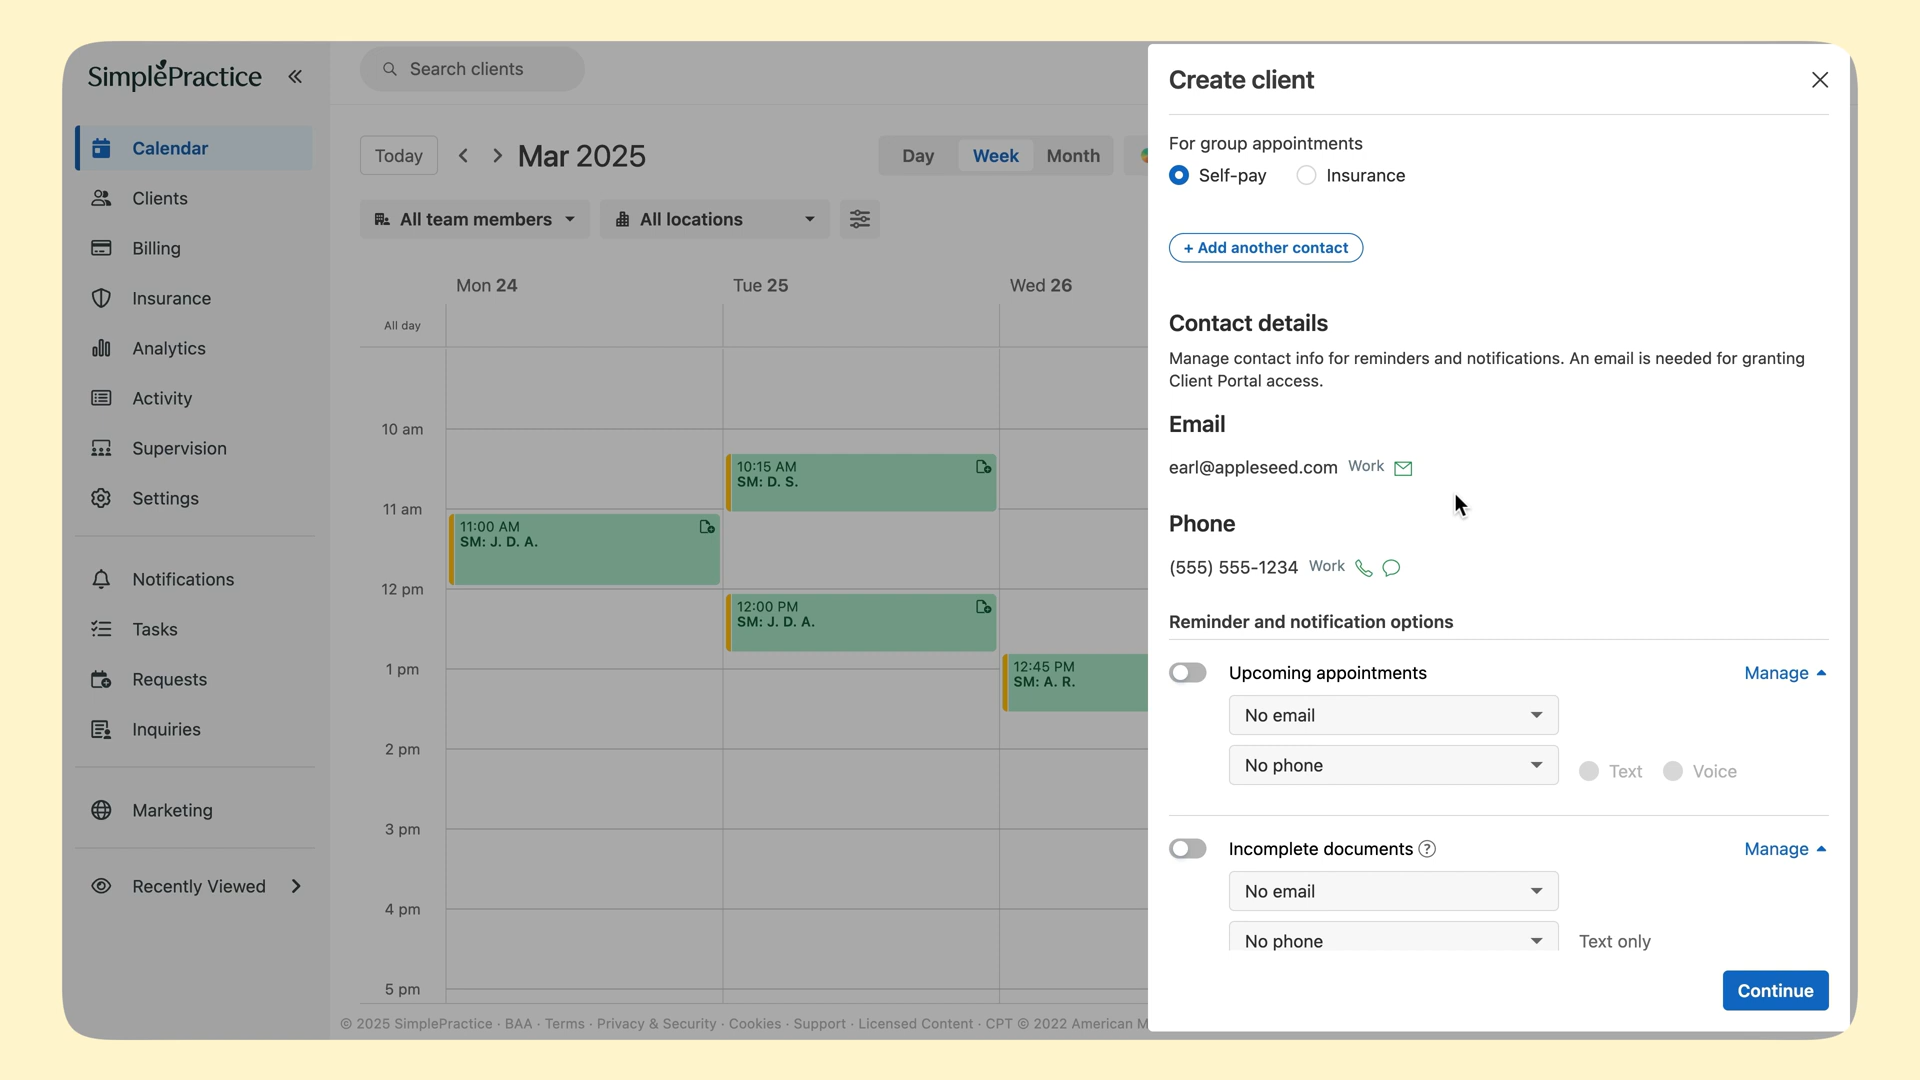 SimplePractice
Calendar
Clients
Billing
Insurance
Analytics
Activity
Supervision
Settings
Notifications
Tasks
Requests
Inquiries
Marketing
Recently Viewed
Search clients
Today
Mar 2025
Day
Week
Month
All team members
All locations
Mon 24
Tue 25
Wed 26
All day
10 am
11 am
12 pm
1 pm
2 pm
3 pm
4 pm
5 pm
11:00 AM
SM: J. D. A.
10:15 AM
SM: D. S.
12:00 PM
SM: J. D. A.
12:45 PM
SM: A. R.
© 2025 SimplePractice · BAA · Terms · Privacy & Security · Cookies · Support · Licensed Content · CPT © 2022 American M
Create client
For group appointments
Self-pay
Insurance
+ Add another contact
Contact details
Manage contact info for reminders and notifications. An email is needed for granting
Client Portal access.
Email
earl@appleseed.com Work
Phone
(555) 555-1234 Work
Reminder and notification options
Upcoming appointments
Manage
No email
No phone
Text
Voice
Incomplete documents ?
Manage
No email
No phone
Text only
Continue